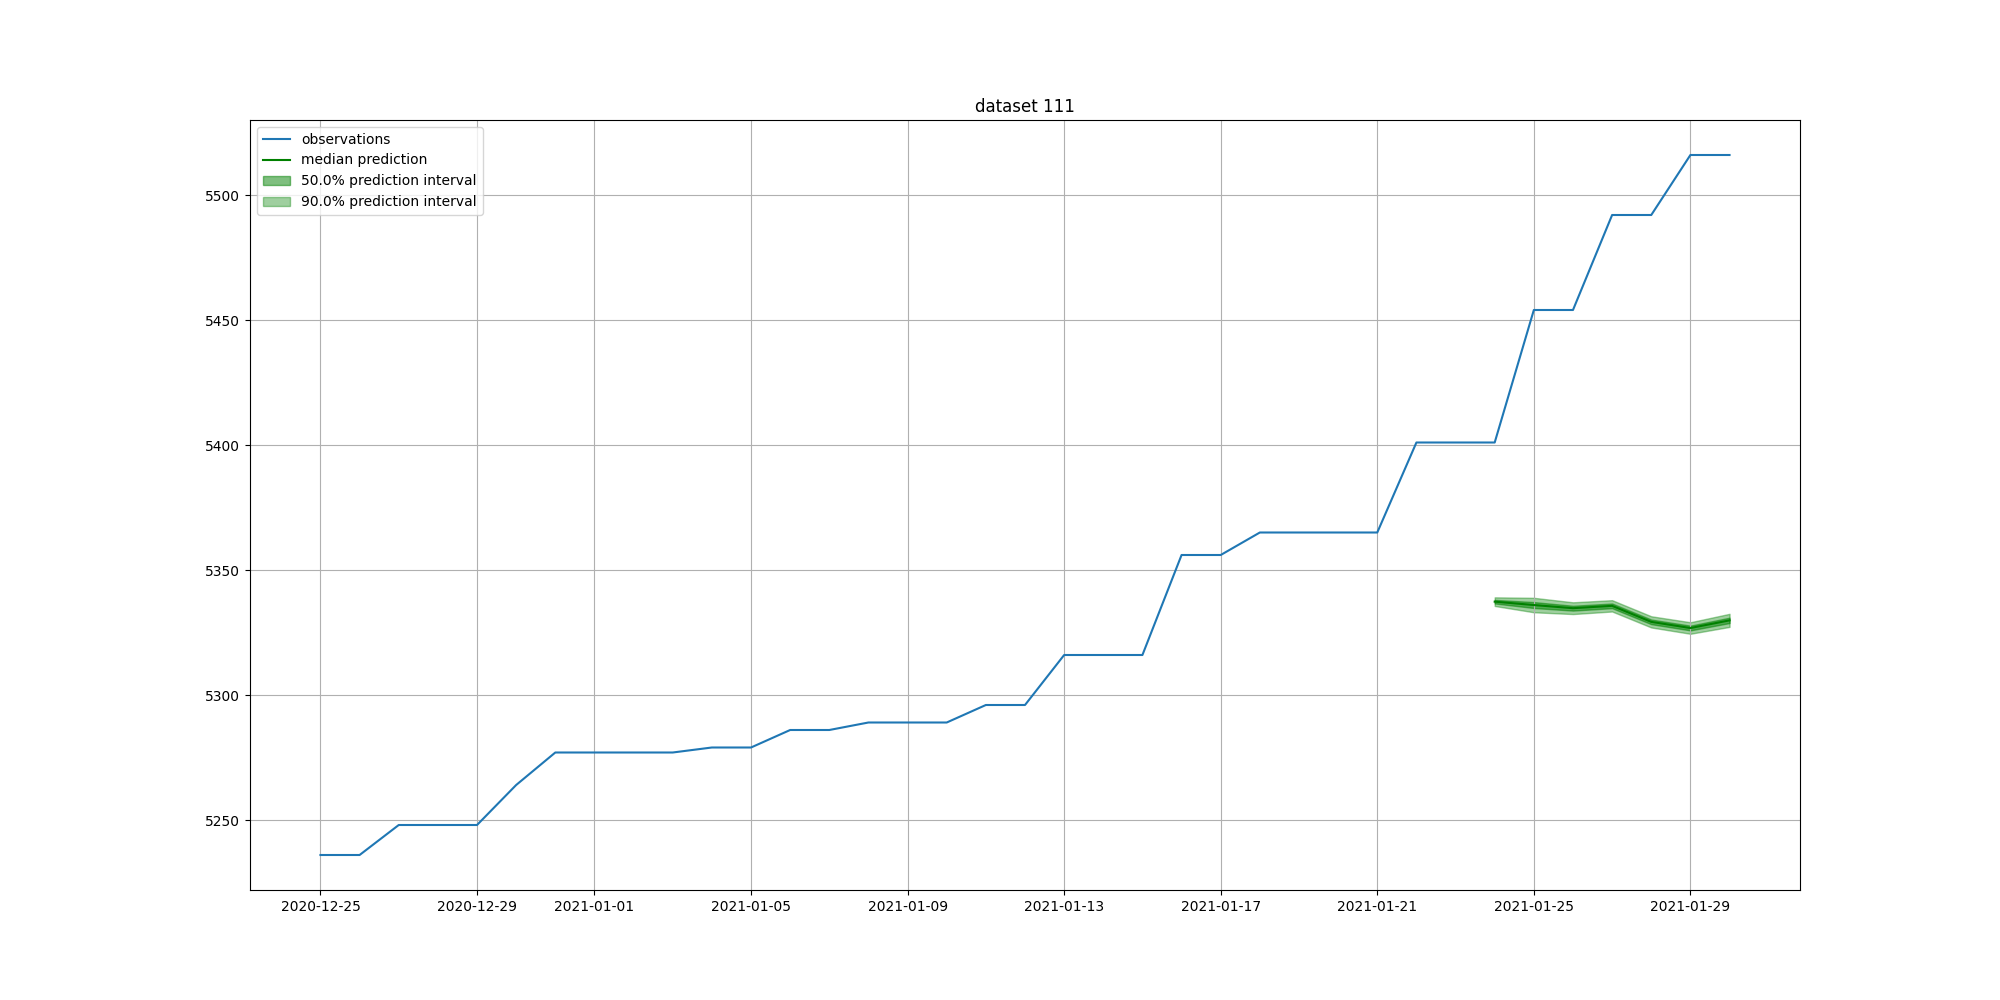 dataset 111
observations
median prediction
50.0% prediction interval
90.0% prediction interval
5500
5450
5400
5350
5300
5250
2020-12-25 2020-12-29 2021-01-01 2021-01-05 2021-01-09 2021-01-13 2021-01-17 2021-01-21 2021-01-25 2021-01-29